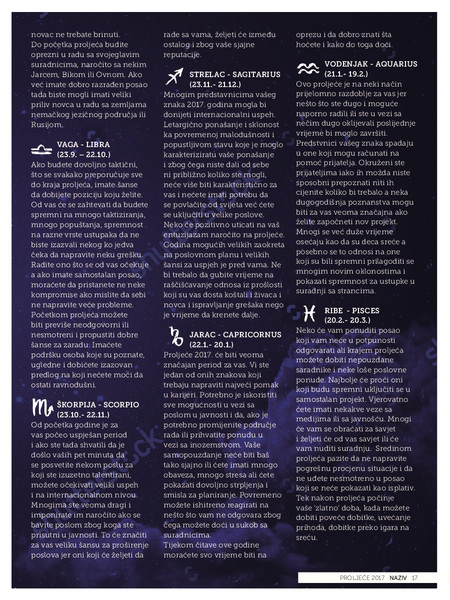 novac ne trebate brinuti.
Do početka proljeća budite
oprezni u radu sa svojeglavim
suradnicima, naročito sa nekim
Jarcem, Bikom ili Ovnom. Ako
već imate dobro razrađen posao
tada biste mogli imati veliki
priliv novca u radu sa zemljama
njemačkog jezičnog područja ili
Rusijom.
VAGA - LIBRA
(23.9. – 22.10.)
Ako budete dovoljno taktični,
što se svakako preporučuje sve
do kraja proljeća, imate šanse
da dobijete poziciju koju želite.
Od vas će se zahtevati da budete
spremni na mnogo taktiziranja,
mnogo popuštanja, spremnost
na razne vrste ustupaka da ne
biste izazvali nekog ko jedva
čeka da napravite neku grešku.
Radite ono što se od vas očekuje
a ako imate samostalan posao,
moraćete da pristanete ne neke
kompromise ako mislite da sebi
ne napravite veće probleme.
Početkom proljeća možete
biti previše neodgovorni ili
nesmotreni i propustiti dobre
šanse za zaradu. Imaćete
podršku osoba koje su poznate,
ugledne i dobićete izazovan
predlog na koji nećete moći da
ostati ravnodušni.
ŠKORPIJA - SCORPIO
(23.10.- 22.11.)
Od početka godine je za
vas počeo uspješan period
i ako ste tada shvatili da je
došlo vaših pet minuta da
se posvetite nekom poslu za
koji ste izuzetno talentirani,
možete očekivati veliki uspeh
i na internacionalnom nivou.
Mnogima ste veoma dragi i
imponirate im naročito ako se
bavite poslom zbog koga ste
prisutni u javnosti. To će značiti
za vas veliku šansu za proširenje
poslova jer oni koji će željeti da
rade sa vama, željeti će između
ostalog i zbog vaše sjajne
reputacije.
STRELAC - SAGITARIUS
(23.11.- 21.12.)
Mnogim predstavnicima vašeg
znaka 2017. godina mogla bi
donijeti internacionalni uspeh.
Letargično ponašanje i sklonost
ka povremenoj malodušnosti i
popustljivom stavu koje je moglo
karakterizirati vaše ponašanje
i zbog čega niste dali od sebe
ni približno koliko ste mogli,
neće više biti karakteristično za
vas i nećete imati potrebu da
se povlačite od svijeta već ćete
se uključiti u velike poslove.
Neko će pozitivno uticati na vaš
entuzijazam naročito na proljeće.
Godina mogućih velikih zaokreta
na poslovnom planu i velikih
šansi za uspjeh je pred vama. Ne
bi trebalo da gubite vrijeme na
raščišćavanje odnosa iz prošlosti
koji su vas dosta koštali i živaca i
novca i ispravljanje grešaka nego
je vrijeme da krenete dalje.
JARAC - CAPRICORNUS
(22.1.- 20.1.)
Proljeće 2017. će biti veoma
značajan period za vas. Vi ste
jedan od onih znakova koji
trebaju napraviti najveći pomak
u karijeri. Potrebno je iskoristiti
sve mogućnosti u vezi sa
poslom u javnosti i da, ako je
potrebno promijenite područje
rada ili prihvatite ponudu u
vezi sa inozemstvom. Vaše
samopouzdanje neće biti baš
tako sjajno ili ćete imati mnogo
obaveza, mnogo stresa ali ćete
pokazati dovoljno strpljenja i
smisla za planiranje. Povremeno
možete ishitreno reagirati na
nešto što vam ne odgovara zbog
čega možete doći u sukob sa
suradnicima.
Tijekom čitave ove godine
moraćete svo vrijeme biti na
oprezu i da dobro znati šta
hoćete i kako do toga doći.
VODENJAK - AQUARIUS
(21.1.- 19.2.)
Ovo proljeće je na neki način
prijelomno razdoblje za vas jer
nešto što ste dugo i moguće
naporno radili ili ste u vezi sa
nečim dugo oklijevali posljednje
vrijeme bi moglo završiti.
Predstvnici vašeg znaka spadaju
u one koji mogu računati na
pomoć prijatelja. Okruženi ste
prijateljima iako ih možda niste
sposobni prepoznati niti ih
cijenite koliko bi trebalo a neka
dugogodišnja poznanstva mogu
biti za vas veoma značajna ako
želite započeti nov projekt.
Mnogi se već duže vrijeme
osećaju kao da su deca sreće a
posebno se to odnosi na one
koji su bili spremni prilagoditi se
mnogim novim oklonostima i
pokazati spremnost za ustupke u
suradnji sa strancima.
RIBE - PISCES
(20.2.- 20.3.)
Neko će vam ponuditi posao
koji vam neće u potpunosti
odgovarati ali krajem proljeća
možete dobiti nepouzdane
saradnike i neke loše poslovne
ponude. Najbolje će proći oni
koji budu spremni uključiti se u
samostalan projekt. Vjerovatno
ćete imati nekakve veze sa
medijima ili sa javnošću. Mnogi
će vam se obraćati za savjet
i željeti će od vas savjet ili će
vam nuditi suradnju. Sredinom
proljeća pazite da ne napravite
pogrešnu procjenu situacije i da
ne uđete nesmotreno u posao
koji se neće pokazati kao isplativ.
Tek nakon proljeća počinje
vaše ‘zlatno’ doba, kada možete
dobiti poveće dobitke, uvećanje
prihoda, dobitke preko igara na
sreću.
PROLJEĆE 2017 NAZIV 17